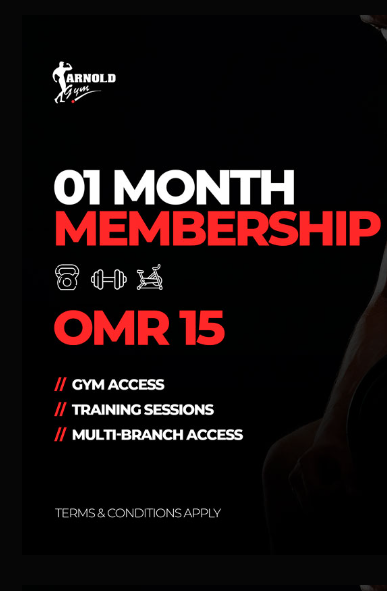 ARNOLD
Gym
01 MONTH
MEMBERSHIP
OMR 15
// GYM ACCESS
// TRAINING SESSIONS
// MULTI-BRANCH ACCESS
TERMS & CONDITIONS APPLY